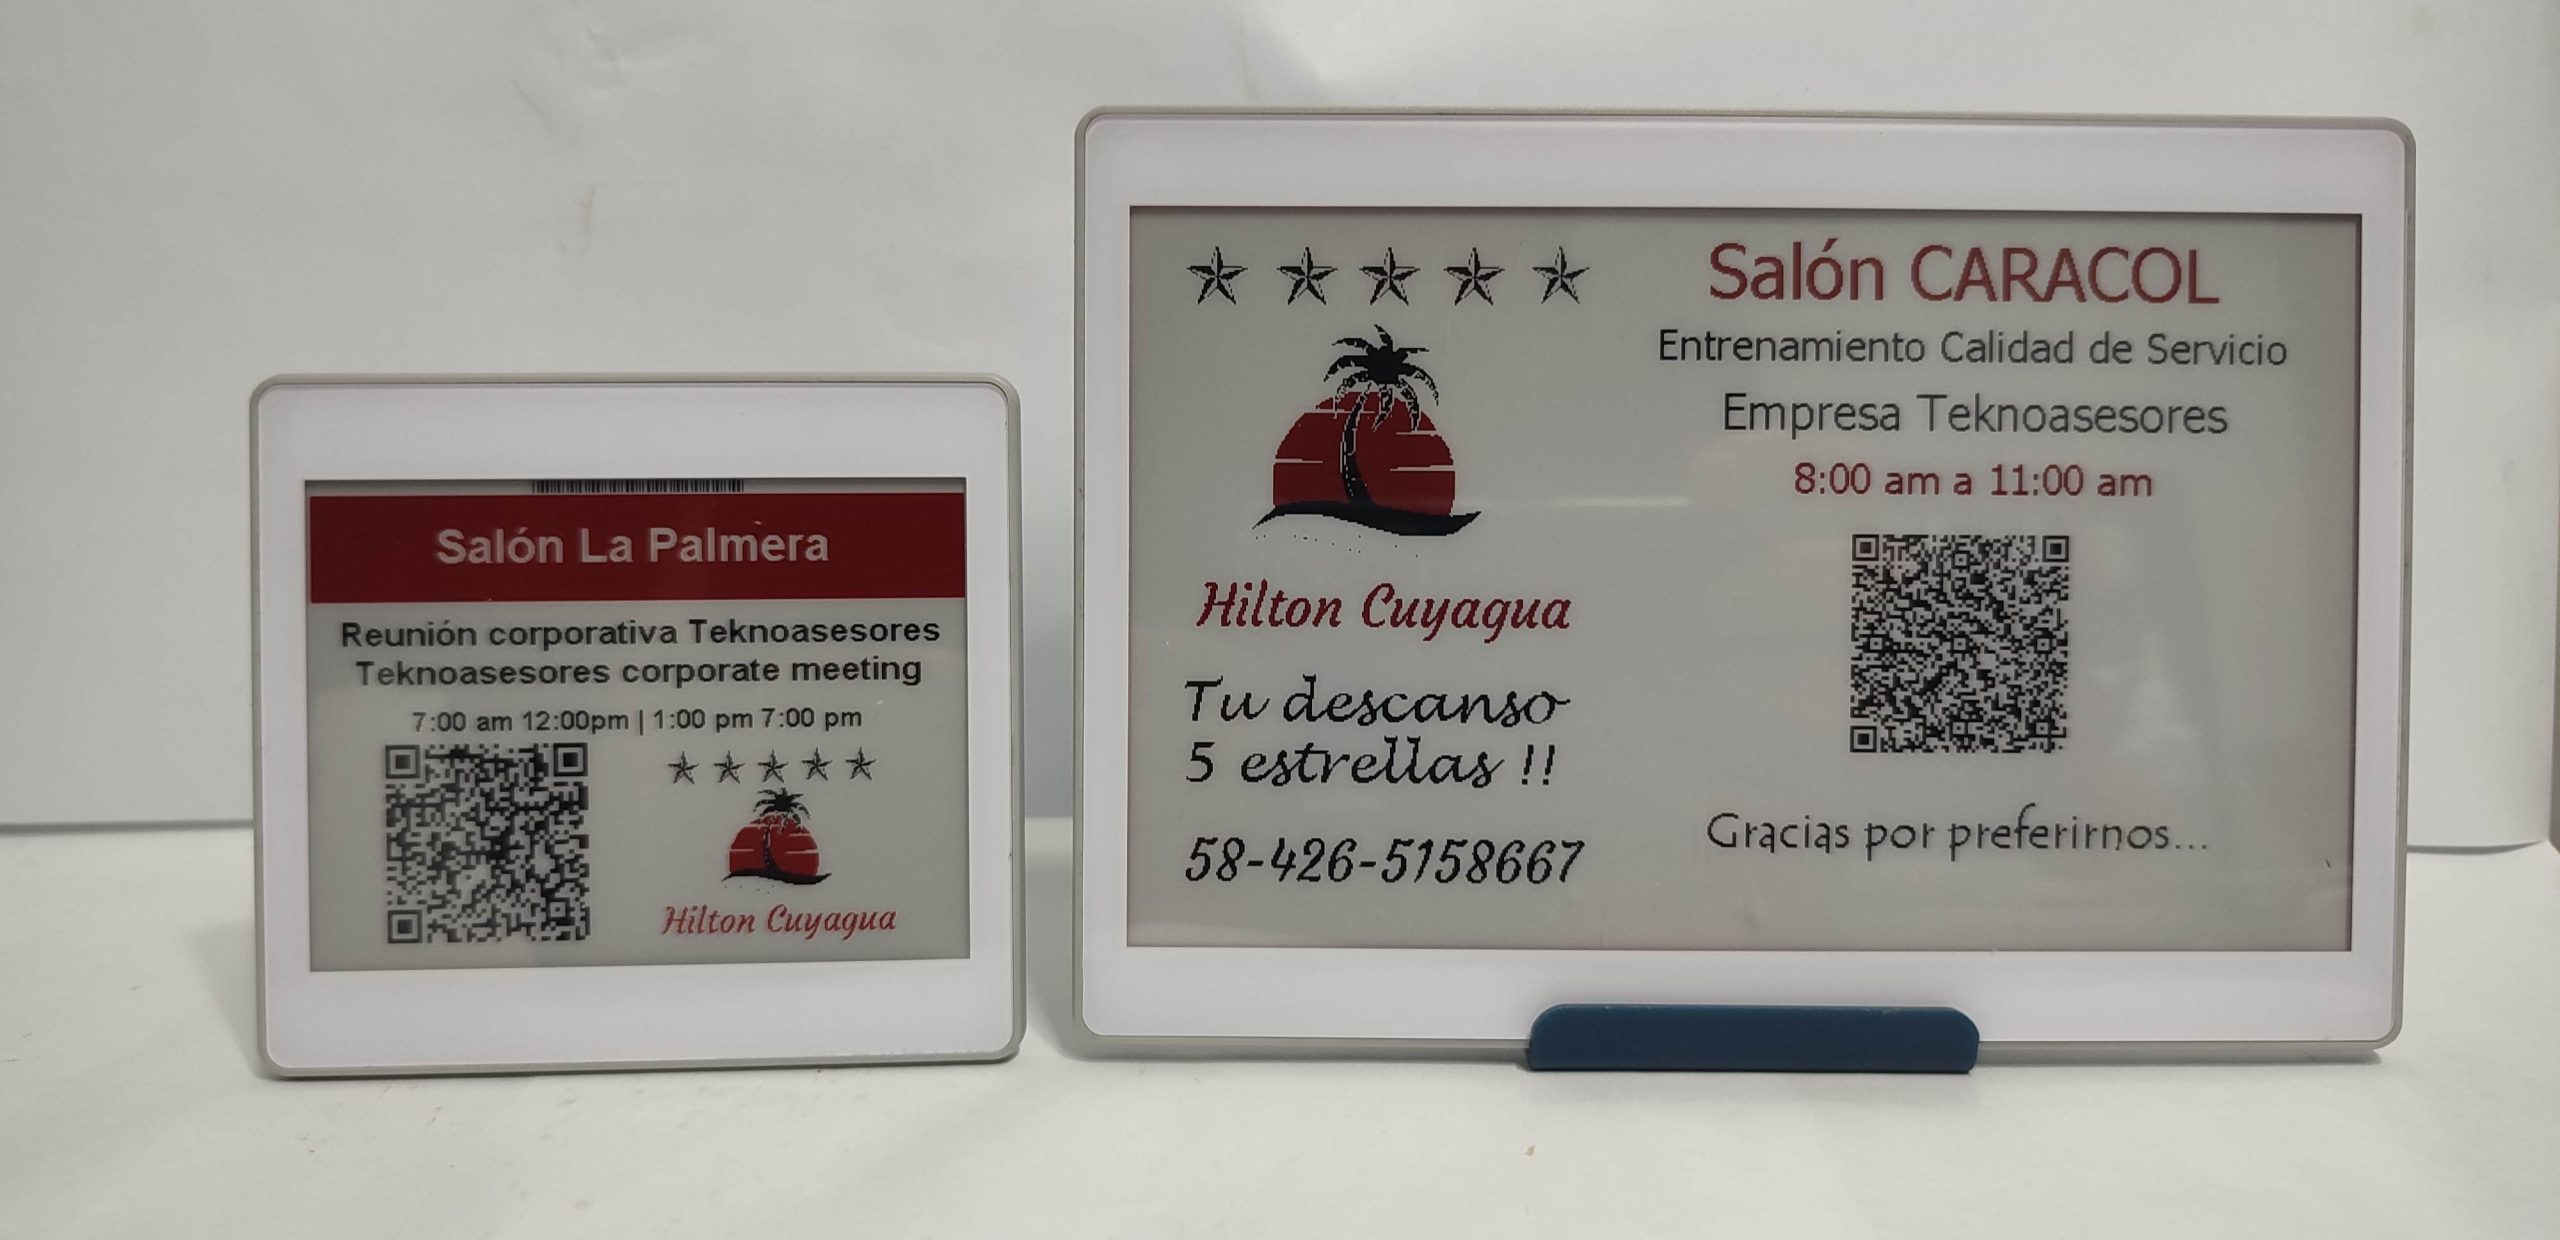 Salón La Palmera
Reunión corporativa Teknoasesores
Teknoasesores corporate meeting
7:00 am 12:00pm | 1:00 pm 7:00 pm
Hilton Cuyagua
Hilton Cuyagua
Tu descanso
5 estrellas !!
58-426-5158667
Salón CARACOL
Entrenamiento Calidad de Servicio
Empresa Teknoasesores
8:00 am a 11:00 am
Gracias por preferirnos...